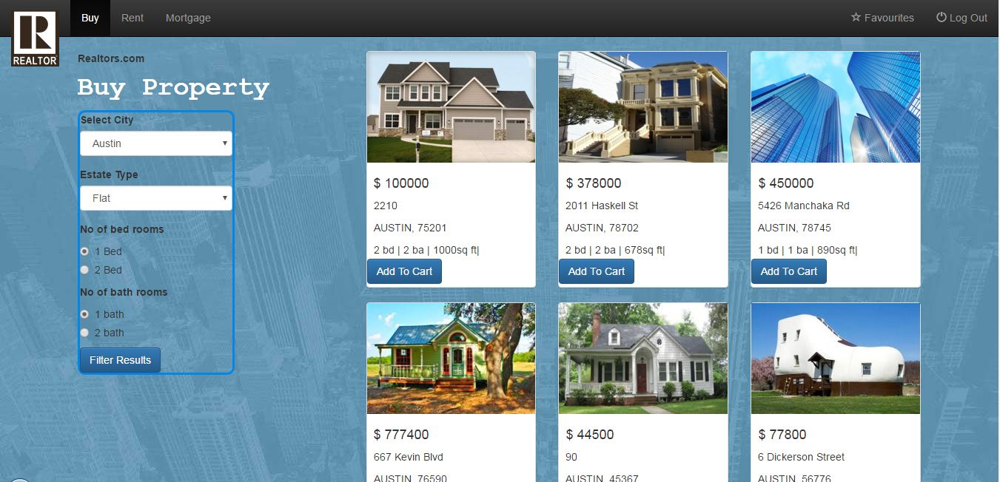 Buy Rent Mortgage Favourites Log Out
R
REALTOR
Realtors.com
Buy Property
Select City
Austin
Estate Type
Flat
No of bed rooms
1 Bed
2 Bed
No of bath rooms
1 bath
2 bath
Filter Results
$ 100000
2210
AUSTIN, 75201
2 bd | 2 ba | 1000sq ft|
Add To Cart
$ 378000
2011 Haskell St
AUSTIN, 78702
2 bd | 2 ba | 678sq ft|
Add To Cart
$ 450000
5426 Manchaka Rd
AUSTIN, 78745
1 bd | 1 ba | 890sq ft|
Add To Cart
$ 777400
667 Kevin Blvd
AUSTIN, 76590
$ 44500
90
AUSTIN, 45367
$ 77800
6 Dickerson Street
AUSTIN, 56776